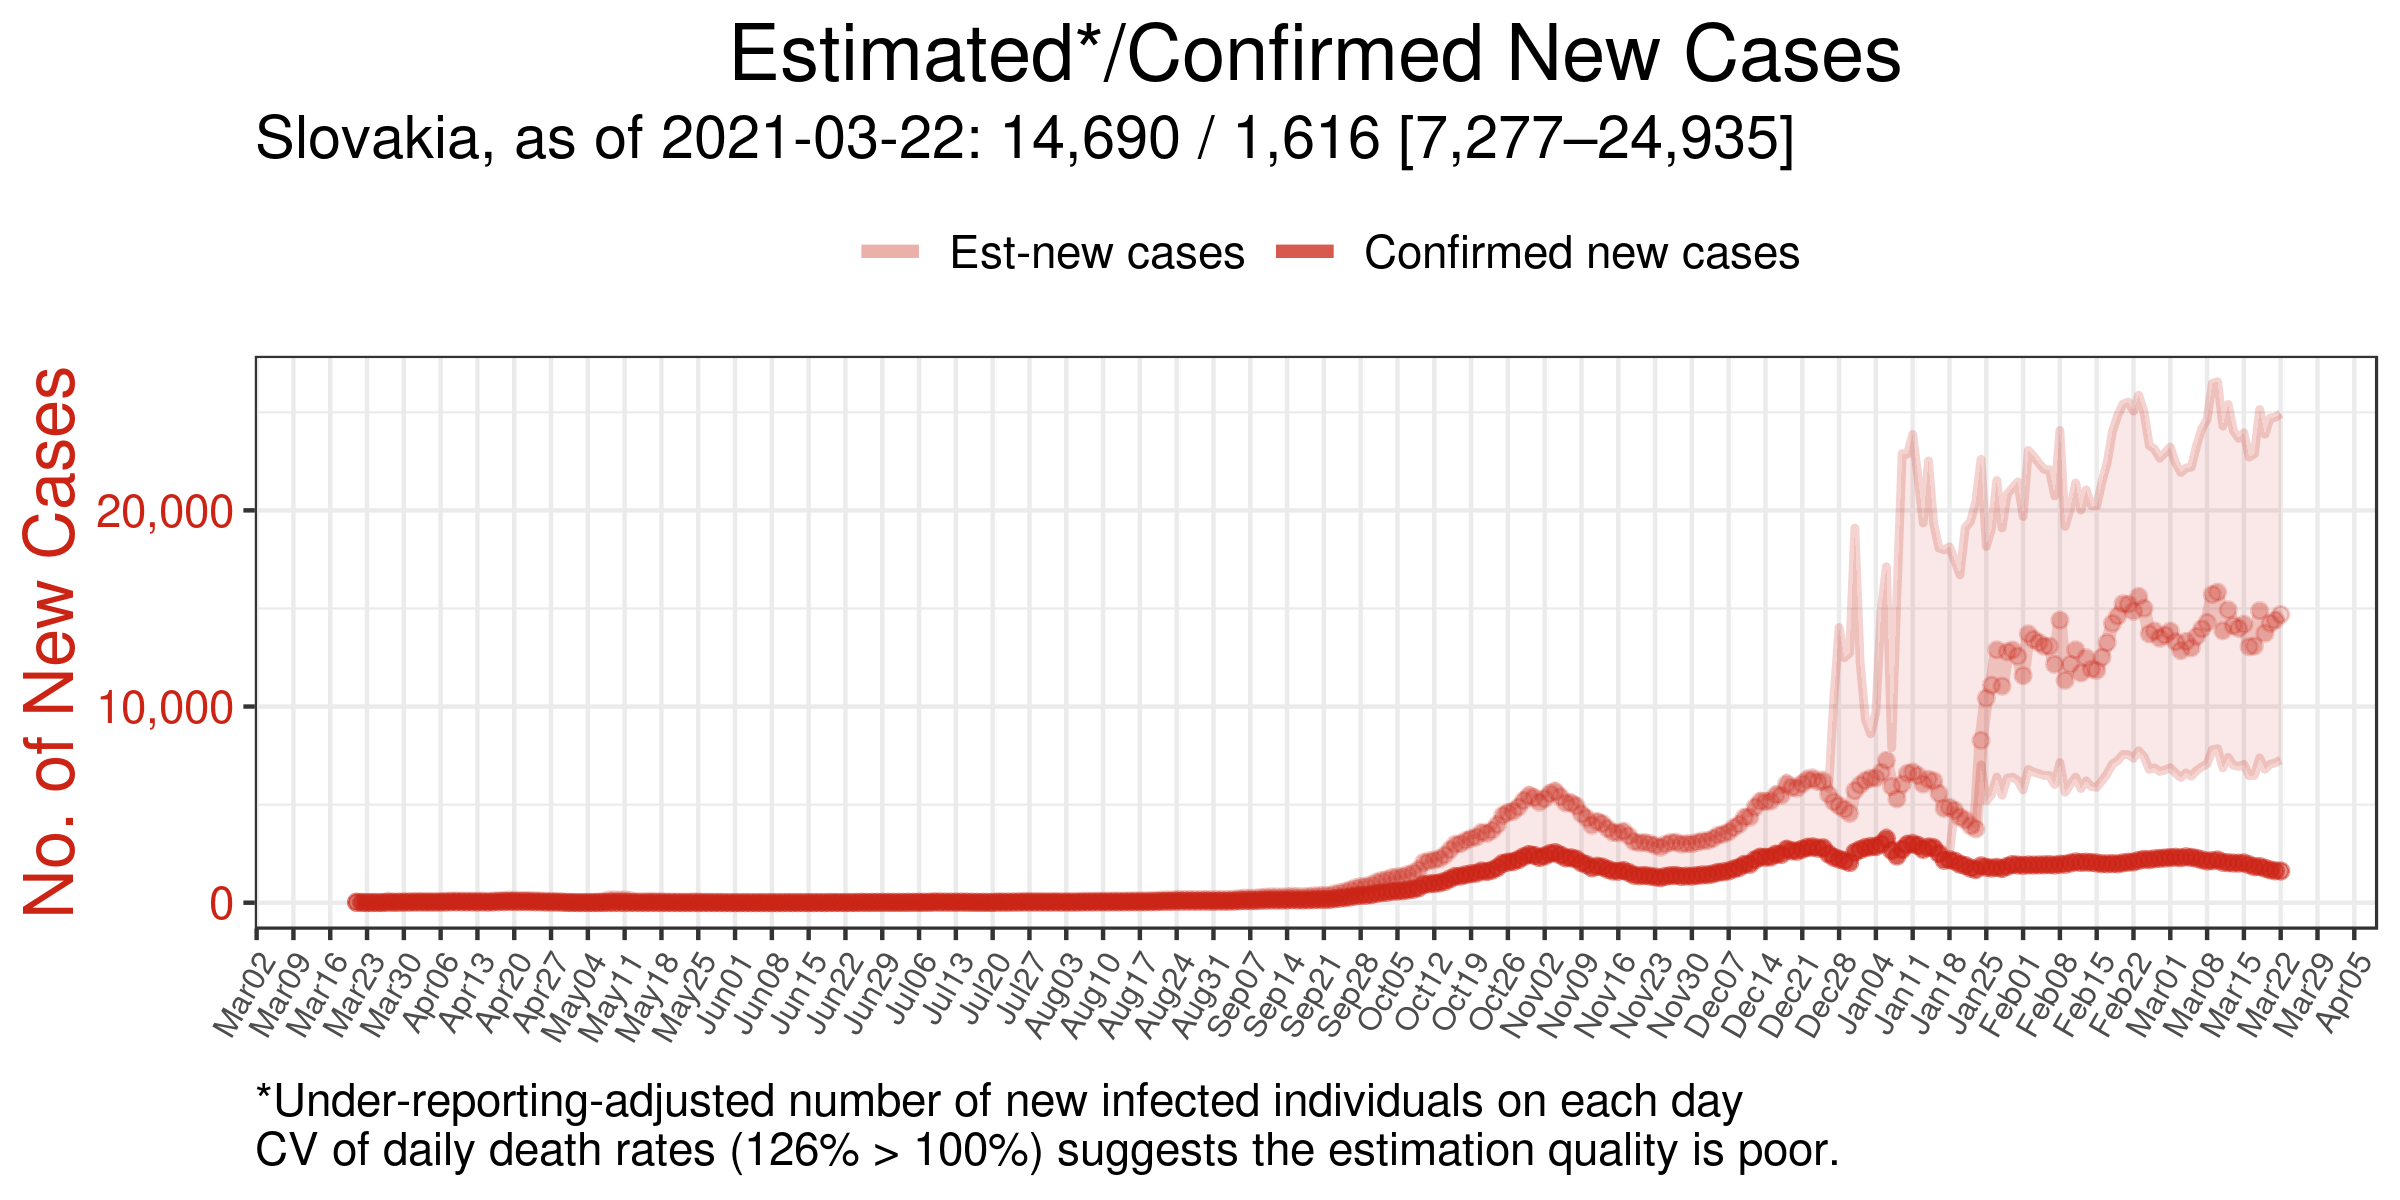 Estimated*/Confirmed New Cases
Slovakia, as of 2021-03-22: 14,690 / 1,616 [7,277–24,935]
Est-new cases
Confirmed new cases
No. of New Cases
20,000
10,000
0
Mar02
Mar09
Mar16
Mar23
Mar30
Apr06
Apr13
Apr20
Apr27
May04
May11
May18
May25
Jun01
Jun08
Jun15
Jun22
Jun29
Jul06
Jul13
Jul20
Jul27
Aug03
Aug10
Aug17
Aug24
Aug31
Sep07
Sep14
Sep21
Sep28
Oct05
Oct12
Oct19
Oct26
Nov02
Nov09
Nov16
Nov23
Nov30
Dec07
Dec14
Dec21
Dec28
Jan04
Jan11
Jan18
Jan25
Feb01
Feb08
Feb15
Feb22
Mar01
Mar08
Mar15
Mar22
Mar29
Apr05
*Under-reporting-adjusted number of new infected individuals on each day
CV of daily death rates (126% > 100%) suggests the estimation quality is poor.